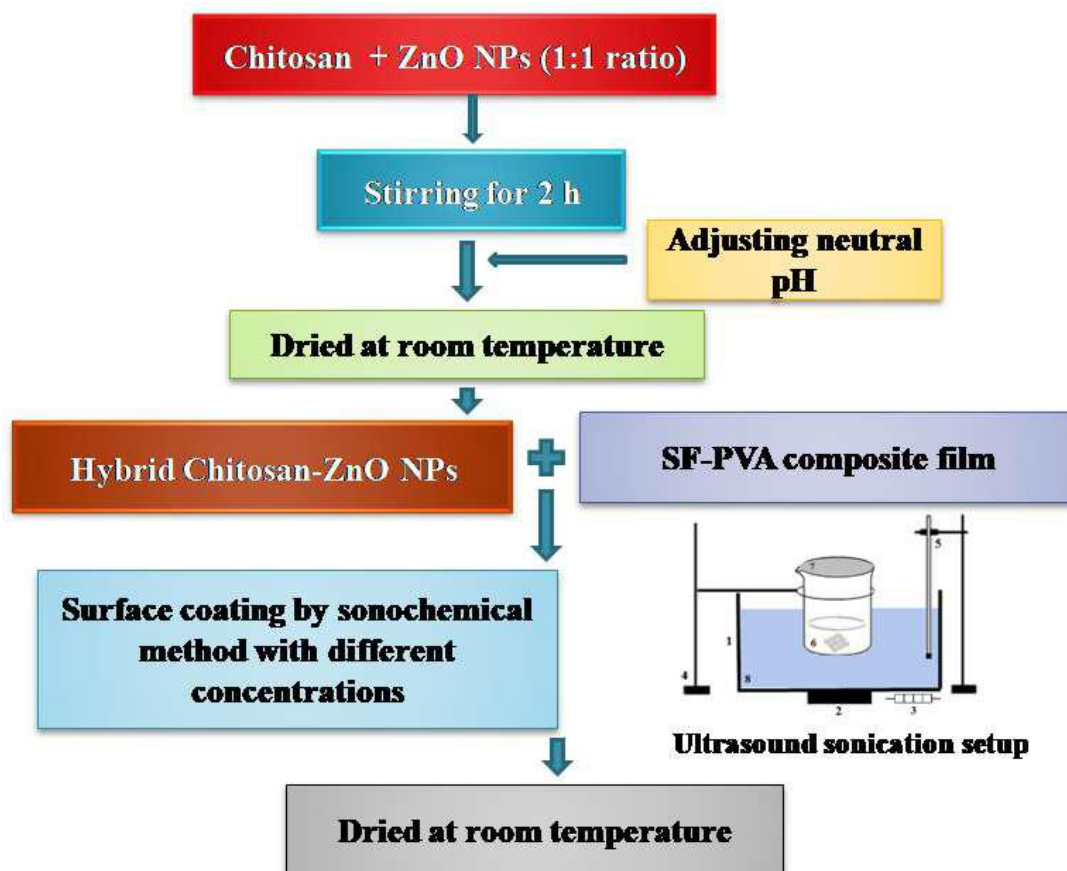 Chitosan + ZnO NPs (1:1 ratio)
Stirring for 2 h
Adjusting neutral
pH
Dried at room temperature
Hybrid Chitosan-ZnO NPs
SF-PVA composite film
Surface coating by sonochemical
method with different
concentrations
7
5
1
6
4
8
2
3
Ultrasound sonication setup
Dried at room temperature